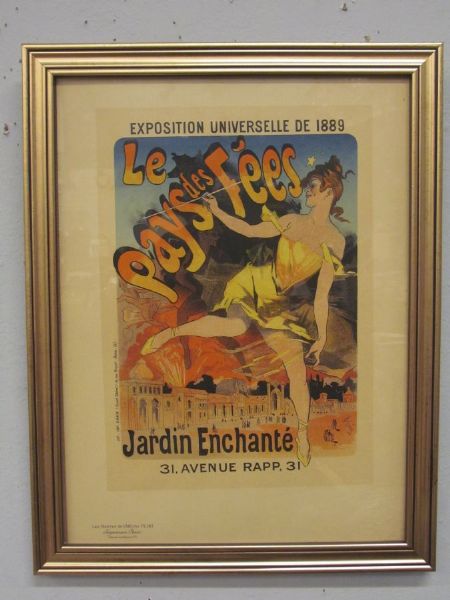 EXPOSITION UNIVERSELLE DE 1889
Le
Pays des Fées
Jardin Enchanté
31, AVENUE RAPP, 31